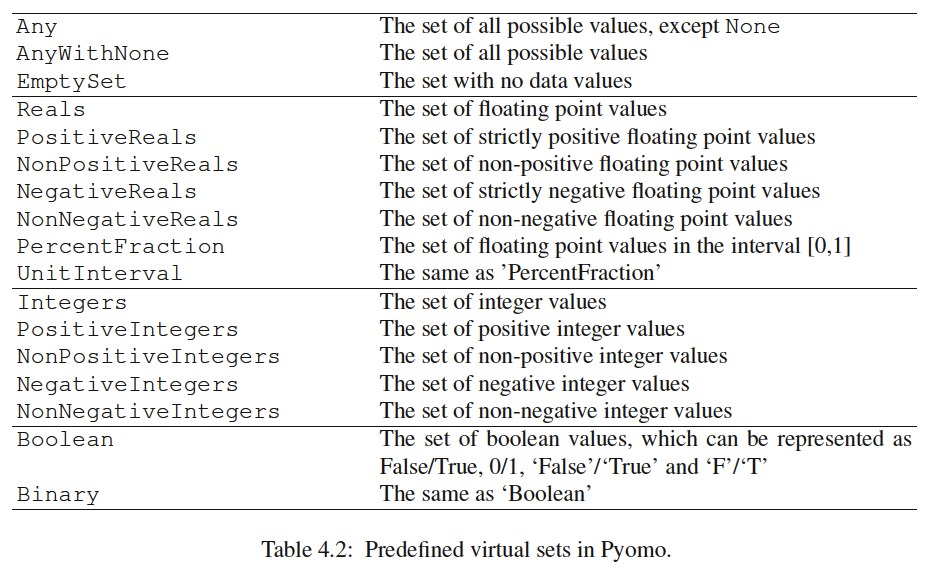 Any The set of all possible values, except None
AnyWithNone The set of all possible values
EmptySet The set with no data values
Reals The set of floating point values
PositiveReals The set of strictly positive floating point values
NonPositiveReals The set of non-positive floating point values
NegativeReals The set of strictly negative floating point values
NonNegativeReals The set of non-negative floating point values
PercentFraction The set of floating point values in the interval [0,1]
UnitInterval The same as ’PercentFraction’
Integers The set of integer values
PositiveIntegers The set of positive integer values
NonPositiveIntegers The set of non-positive integer values
NegativeIntegers The set of negative integer values
NonNegativeIntegers The set of non-negative integer values
Boolean The set of boolean values, which can be represented as
False/True, 0/1, ‘False’/‘True’ and ‘F’/‘T’
Binary The same as ‘Boolean’
Table 4.2: Predefined virtual sets in Pyomo.